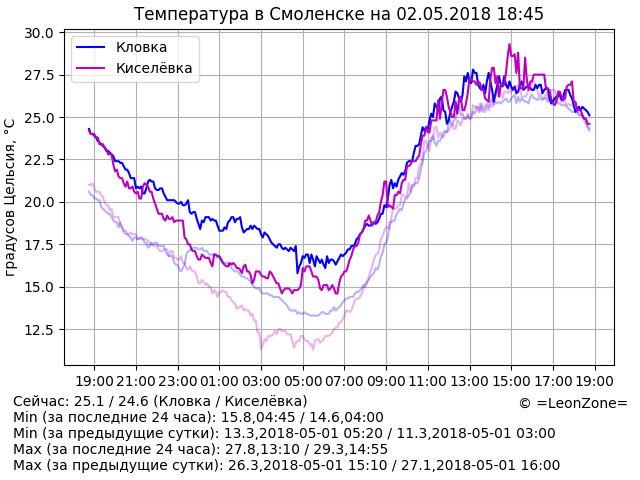 Температура в Смоленске на 02.05.2018 18:45
градусов Цельсия, °C
30.0
27.5
25.0
22.5
20.0
17.5
15.0
12.5
Кловка
Киселёвка
19:00 21:00 23:00 01:00 03:00 05:00 07:00 09:00 11:00 13:00 15:00 17:00 19:00
Сейчас: 25.1 / 24.6 (Кловка / Киселёвка)
© =LeonZone=
Min (за последние 24 часа): 15.8,04:45 / 14.6,04:00
Min (за предыдущие сутки): 13.3,2018-05-01 05:20 / 11.3,2018-05-01 03:00
Max (за последние 24 часа): 27.8,13:10 / 29.3,14:55
Max (за предыдущие сутки): 26.3,2018-05-01 15:10 / 27.1,2018-05-01 16:00